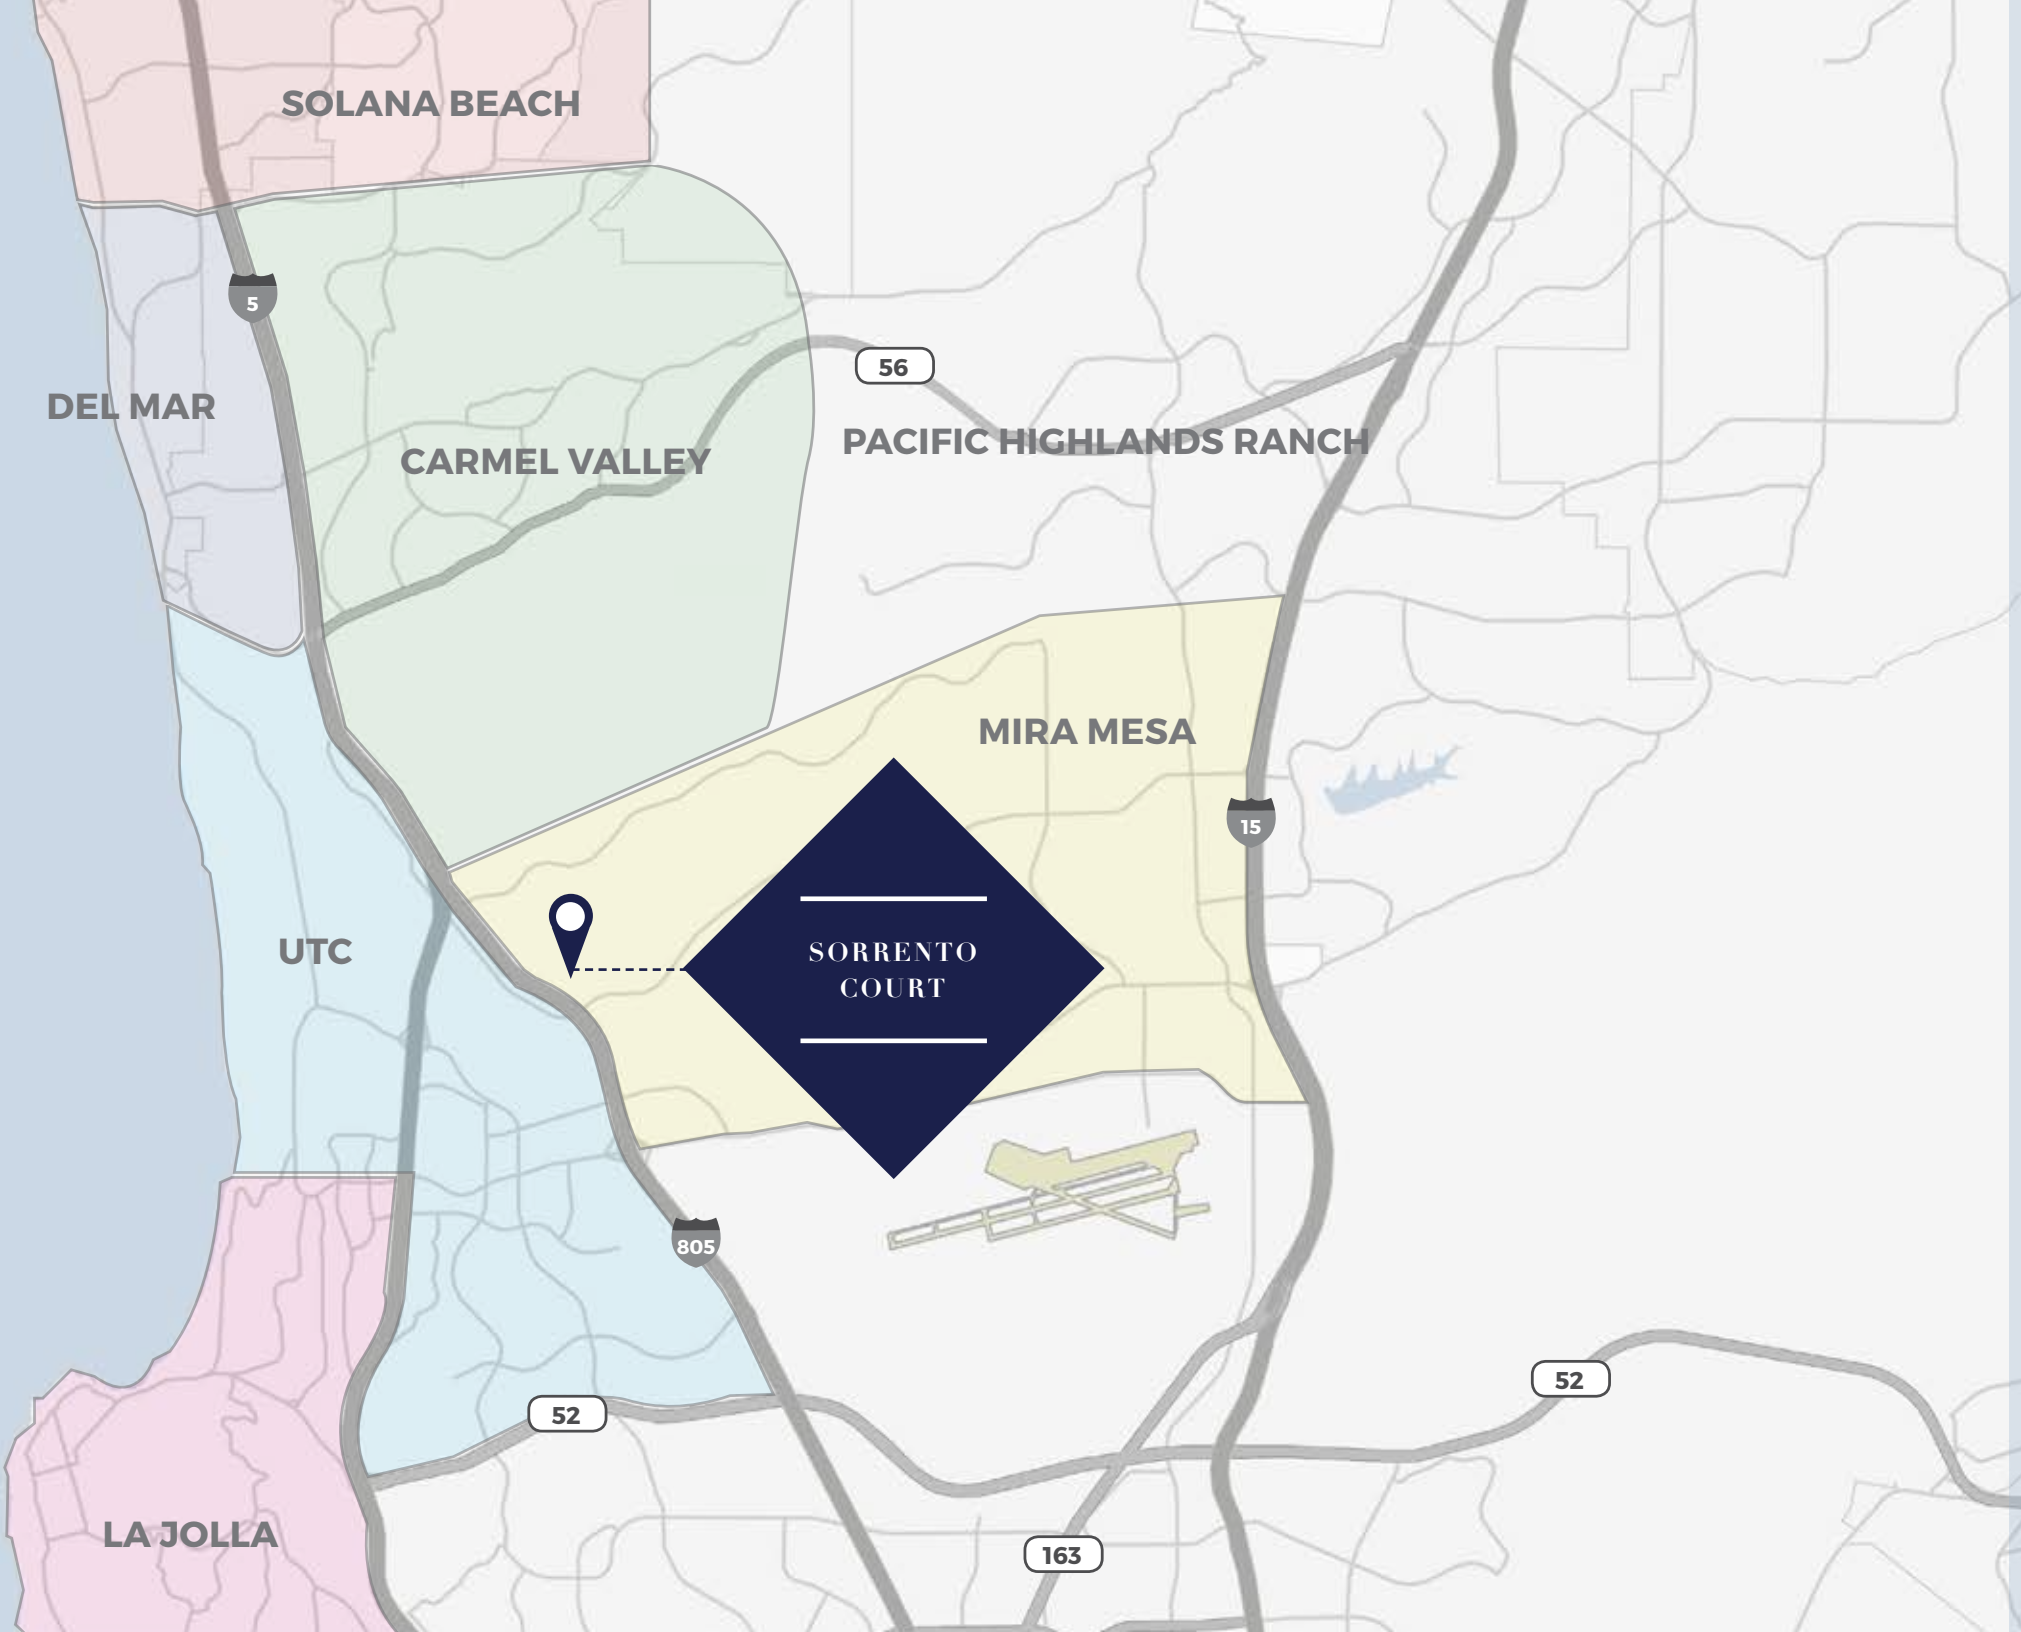 SOLANA BEACH
5
56
DEL MAR
PACIFIC HIGHLANDS RANCH
CARMEL VALLEY
MIRA MESA
15
UTC
SORRENTO
COURT
805
52
52
LA JOLLA
163